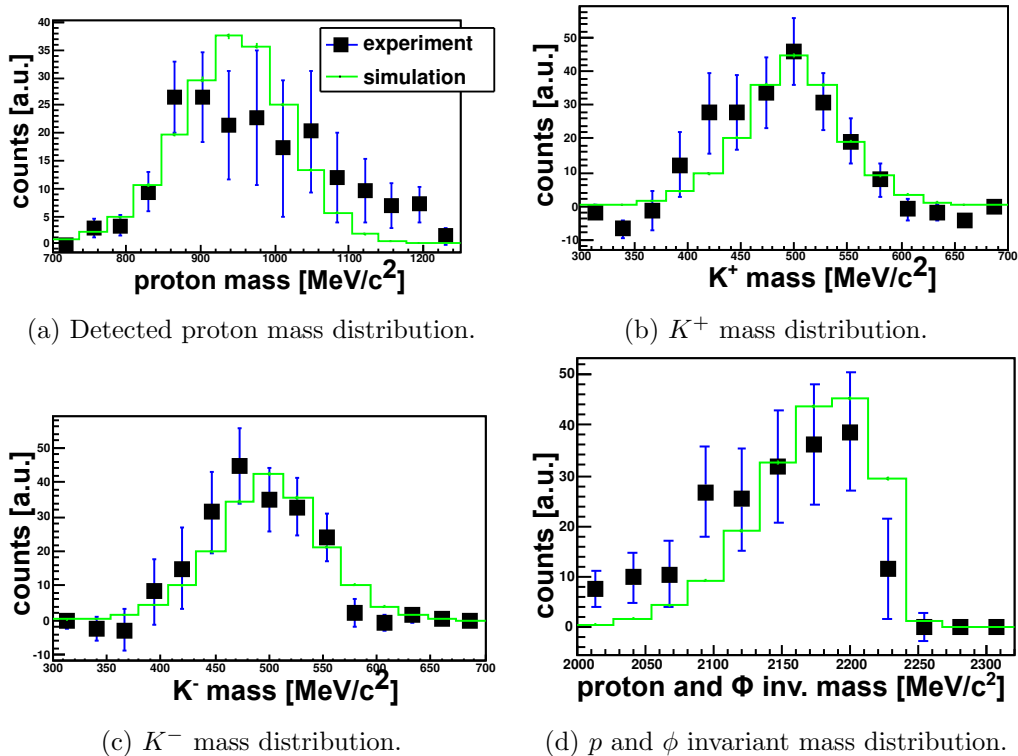 40
35
30
25
20
15
10
5
0
counts [a.u.]
experiment
simulation
700 800 900 1000 1100 1200
proton mass [MeV/c²]
(a) Detected proton mass distribution.
50
40
30
20
10
0
-10
counts [a.u.]
300 350 400 450 500 550 600 650 700
K⁺ mass [MeV/c²]
(b) K⁺ mass distribution.
50
40
30
20
10
0
-10
counts [a.u.]
300 350 400 450 500 550 600 650 700
K⁻ mass [MeV/c²]
(c) K⁻ mass distribution.
50
40
30
20
10
0
counts [a.u.]
2000 2050 2100 2150 2200 2250 2300
proton and Φ inv. mass [MeV/c²]
(d) p and ϕ invariant mass distribution.